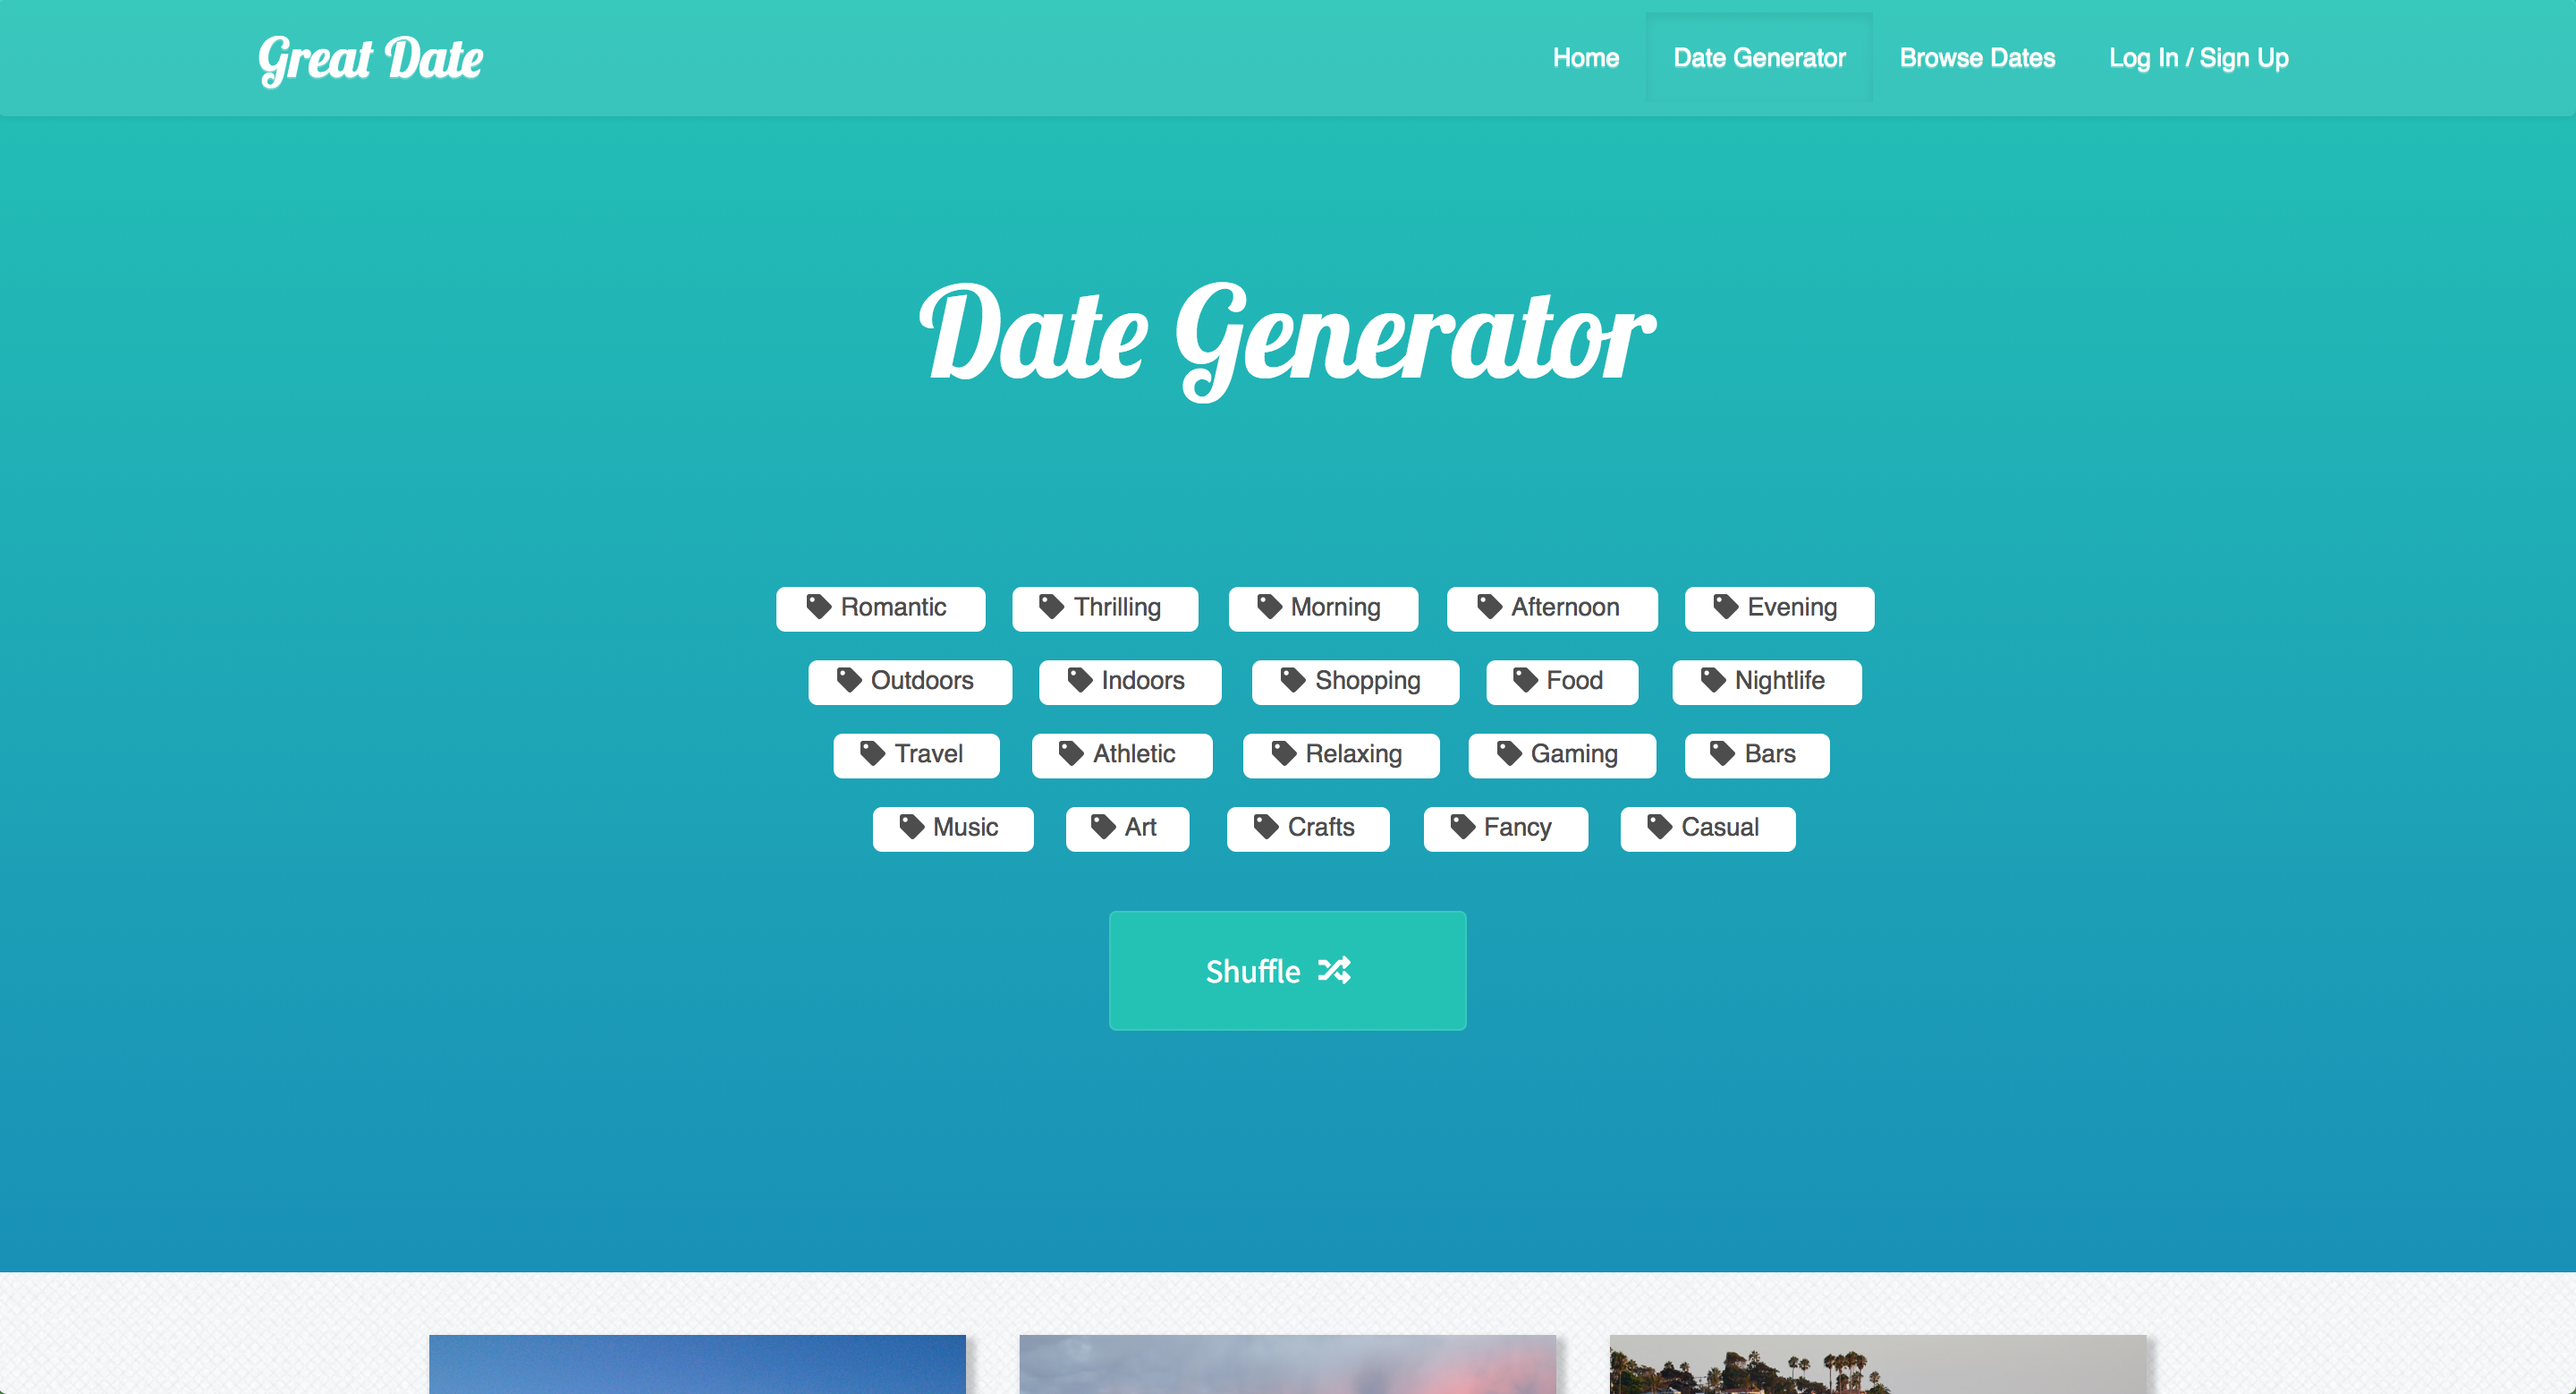 Great Date Home Date Generator Browse Dates Log In / Sign Up
Date Generator
Romantic Thrilling Morning Afternoon Evening
Outdoors Indoors Shopping Food Nightlife
Travel Athletic Relaxing Gaming Bars
Music Art Crafts Fancy Casual
Shuffle